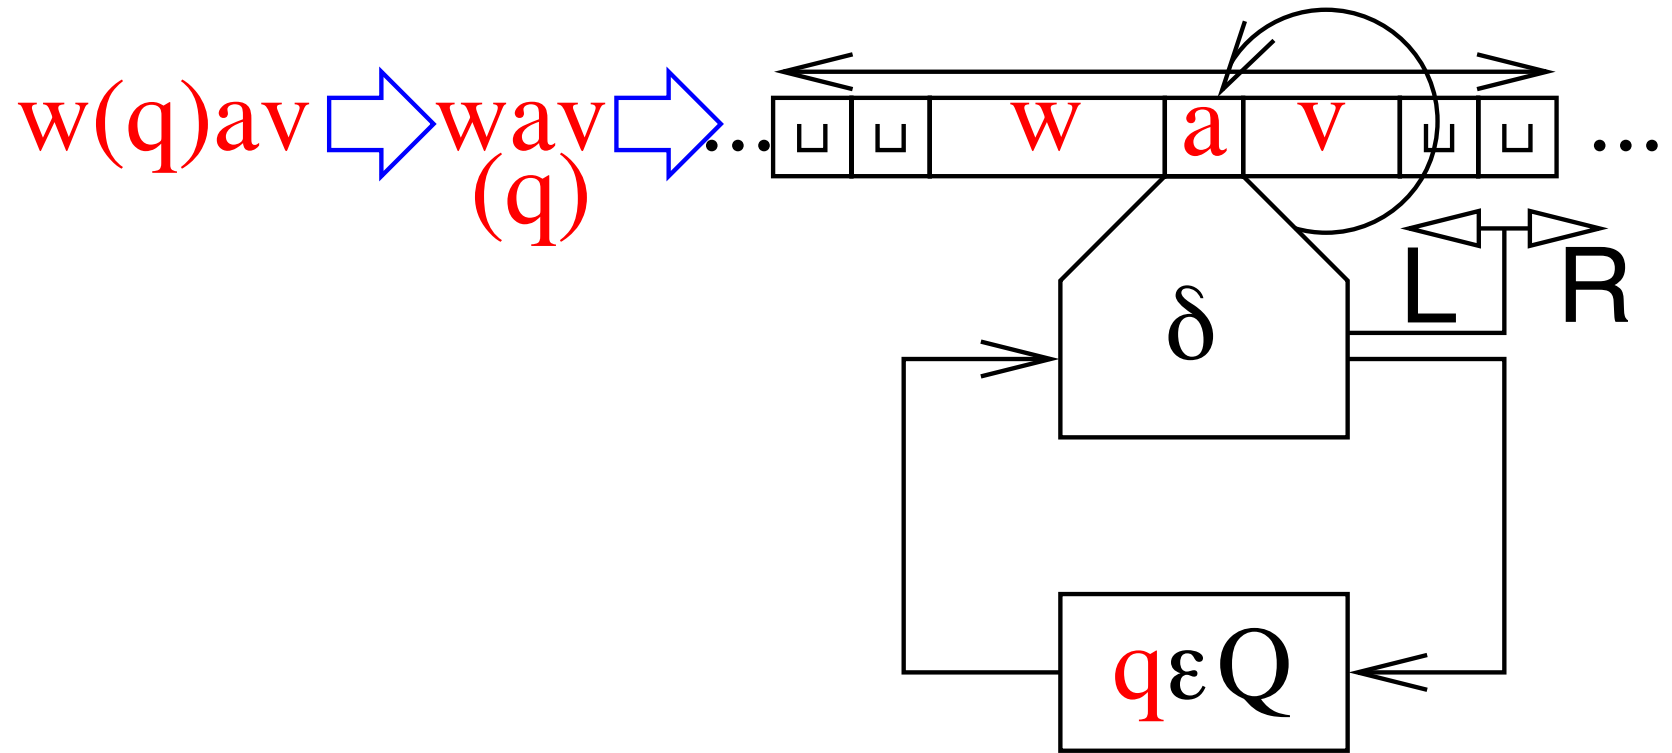 w(q)av wav ... ⊔ ⊔ w a v ⊔ ⊔ ...
(q)
L R
δ
qεQ